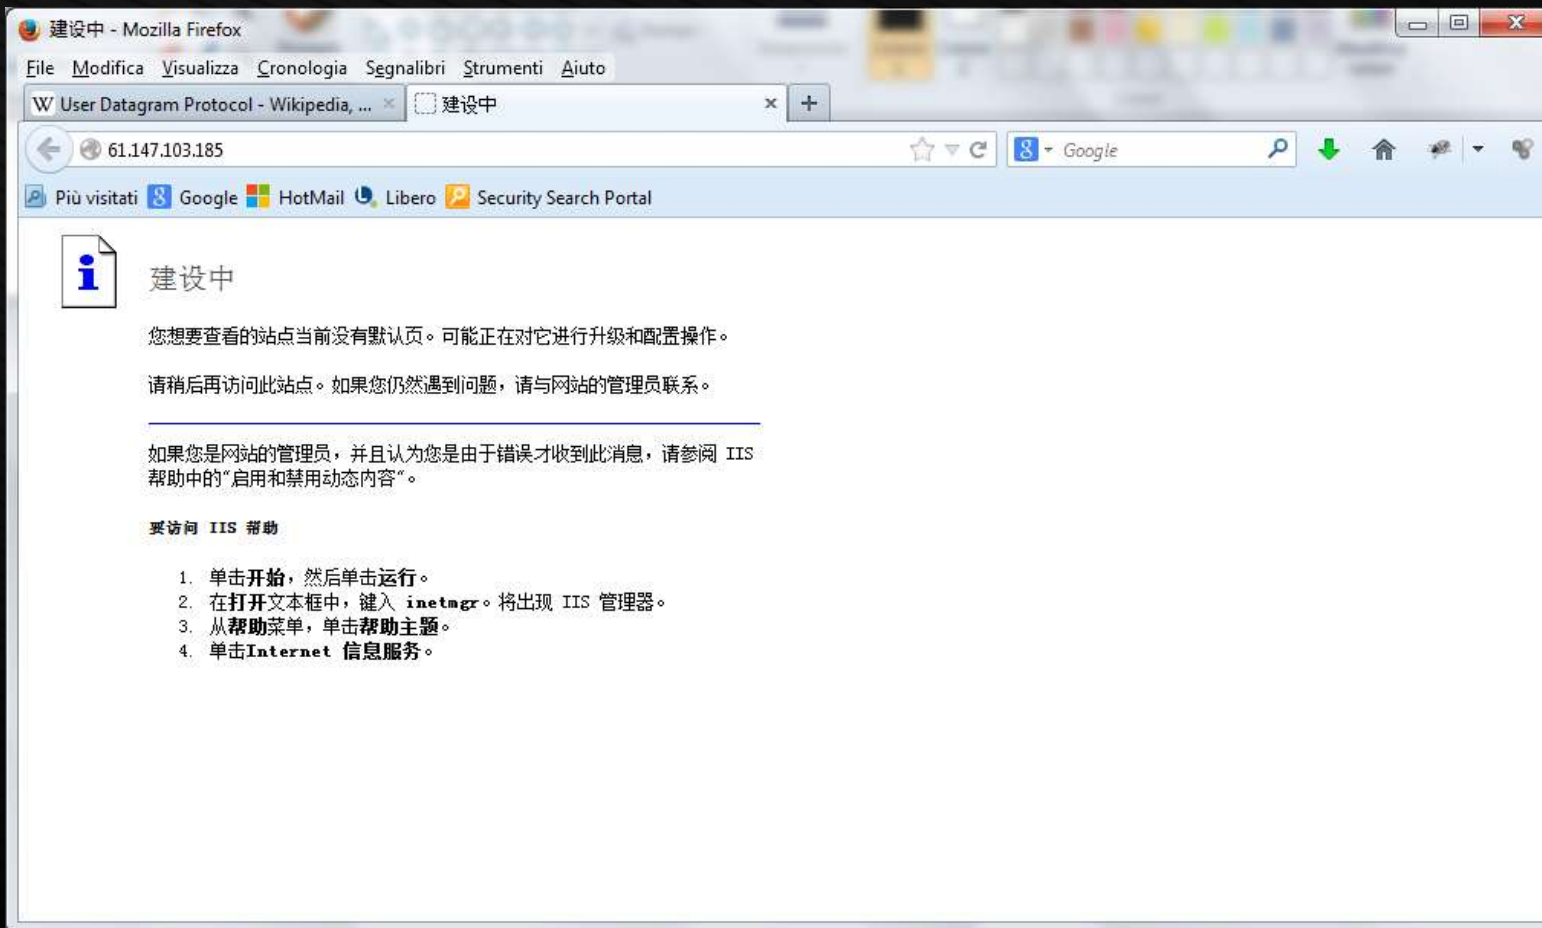 建设中 - Mozilla Firefox
File Modifica Visualizza Cronologia Segnalibri Strumenti Aiuto
W User Datagram Protocol - Wikipedia, ... 建设中
61.147.103.185 8 Google
Più visitati 8 Google HotMail Libero Security Search Portal
i
建设中
您想要查看的站点当前没有默认页。可能正在对它进行升级和配置操作。
请稍后再访问此站点。如果您仍然遇到问题，请与网站的管理员联系。
如果您是网站的管理员，并且认为您是由于错误才收到此消息，请参阅 IIS
帮助中的“启用和禁用动态内容”。
要访问 IIS 帮助
1. 单击开始，然后单击运行。
2. 在打开文本框中，键入 inetmgr。将出现 IIS 管理器。
3. 从帮助菜单，单击帮助主题。
4. 单击Internet 信息服务。